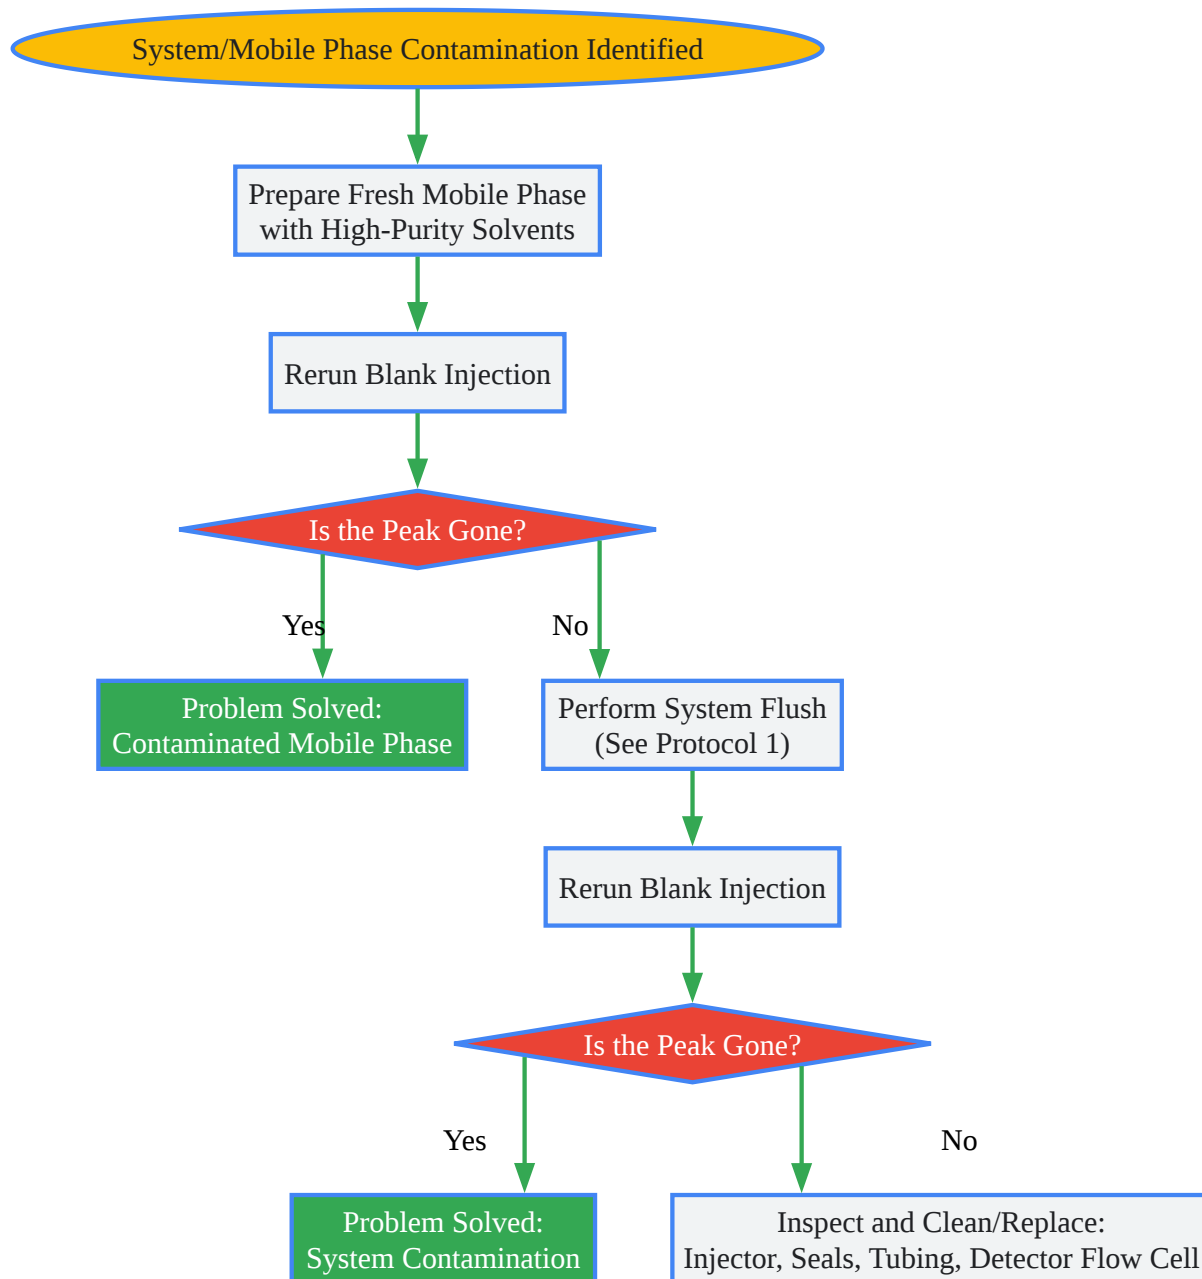 System/Mobile Phase Contamination Identified
Prepare Fresh Mobile Phase
with High-Purity Solvents
Rerun Blank Injection
Is the Peak Gone?
Yes
No
Problem Solved:
Contaminated Mobile Phase
Perform System Flush
(See Protocol 1)
Rerun Blank Injection
Is the Peak Gone?
Yes
No
Problem Solved:
System Contamination
Inspect and Clean/Replace:
Injector, Seals, Tubing, Detector Flow Cell